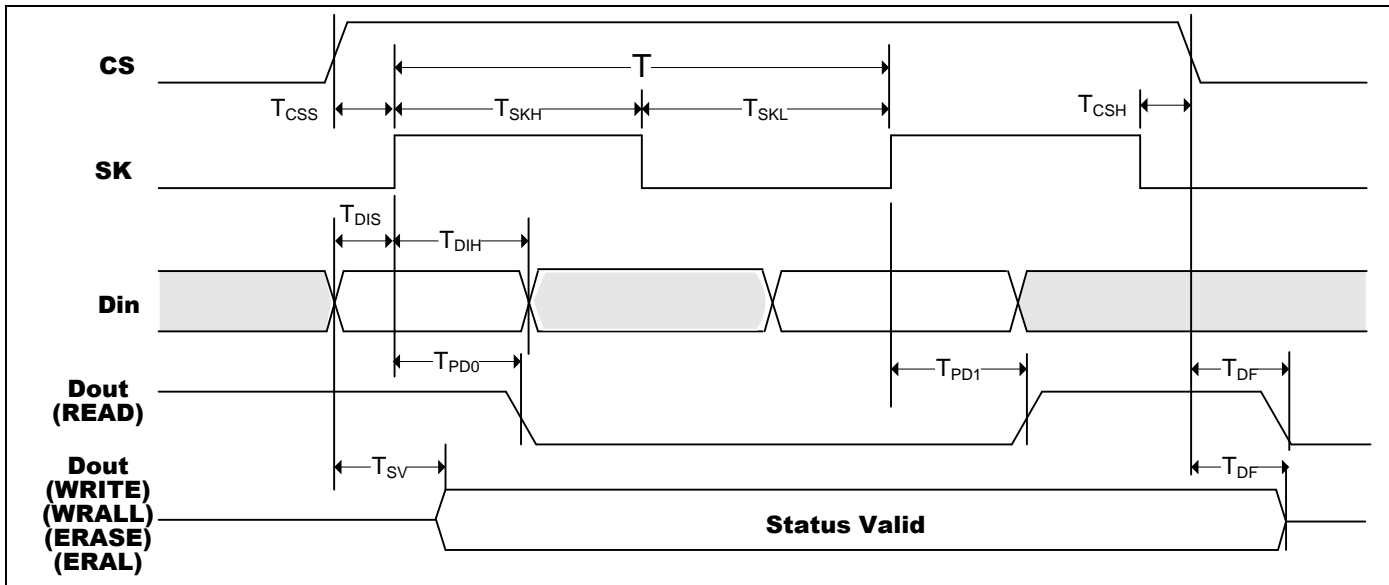 CS
T
TCSS
TSKH
TSKL
TCSH
SK
TDIS
TDIH
Din
TPD0
TPD1
TDF
Dout
(READ)
TSV
TDF
Dout
(WRITE)
(WRALL)
(ERASE)
(ERAL)
Status Valid